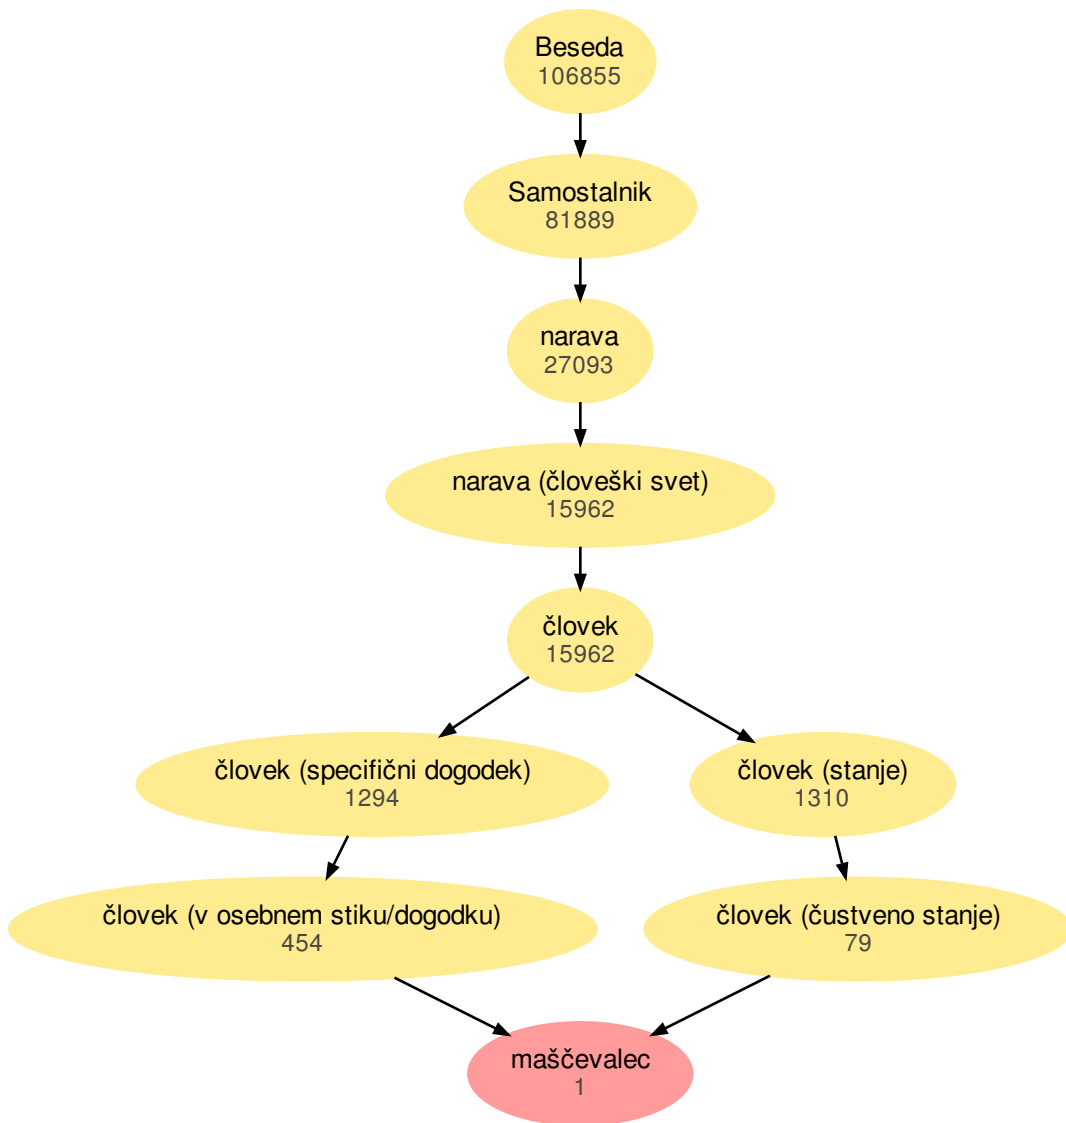 Beseda
106855
Samostalnik
81889
narava
27093
narava (človeški svet)
15962
človek
15962
človek (specifični dogodek)
1294
človek (stanje)
1310
človek (v osebnem stiku/dogodku)
454
človek (čustveno stanje)
79
maščevalec
1